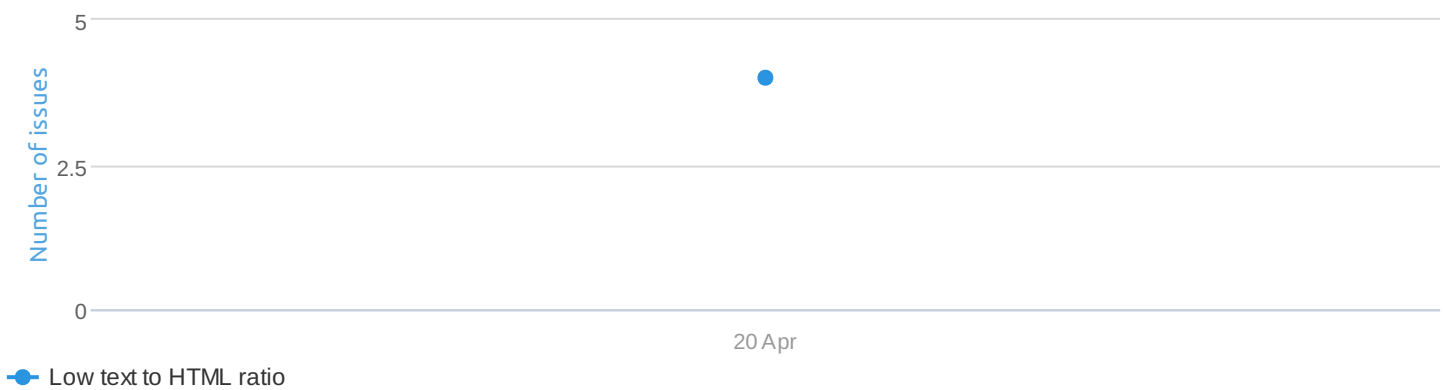 5
Number of issues
2.5
0
20 Apr
Low text to HTML ratio